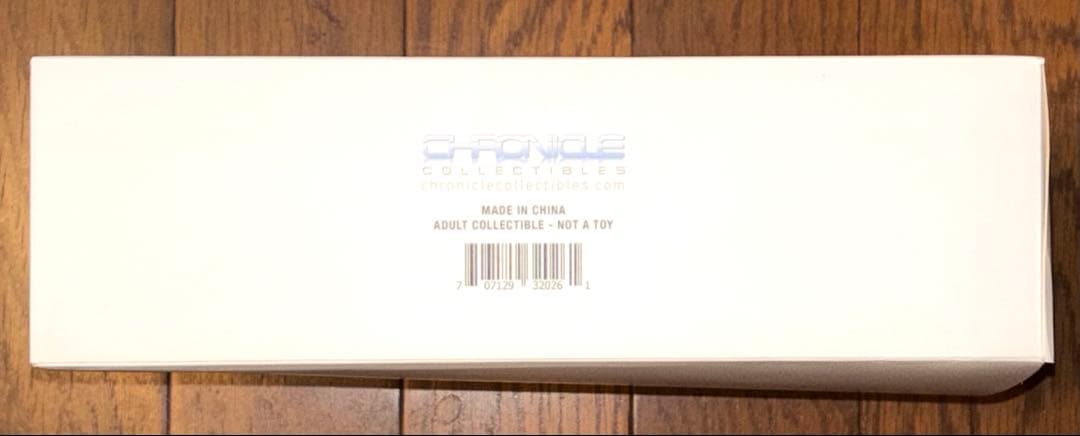 CHRONICLE
COLLECTIBLES
chroniclecollectibles.com
MADE IN CHINA
ADULT COLLECTIBLE - NOT A TOY
7 07129 32026 1